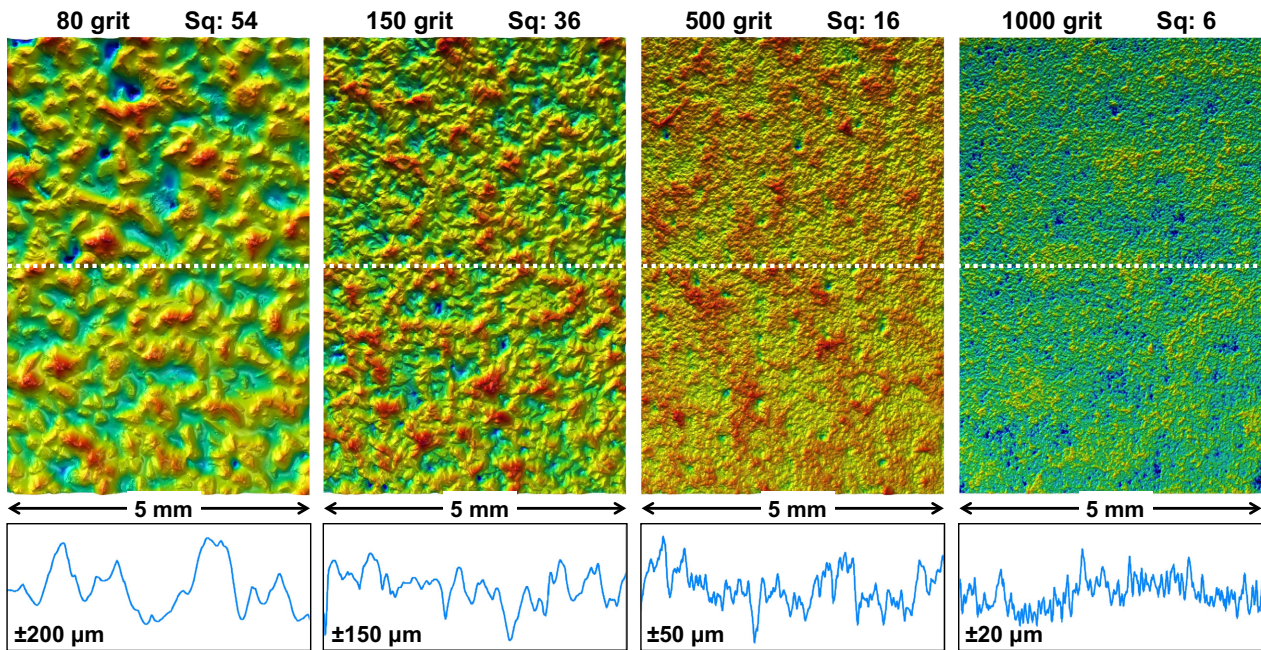 80 grit Sq: 54
150 grit Sq: 36
500 grit Sq: 16
1000 grit Sq: 6
5 mm
5 mm
5 mm
5 mm
±200 µm
±150 µm
±50 µm
±20 µm